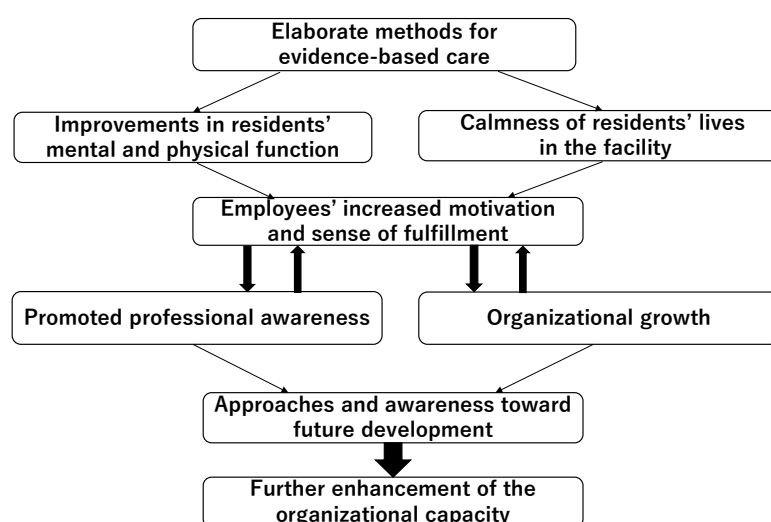 Elaborate methods for
evidence-based care
Improvements in residents’
mental and physical function
Calmness of residents’ lives
in the facility
Employees’ increased motivation
and sense of fulfillment
Promoted professional awareness
Organizational growth
Approaches and awareness toward
future development
Further enhancement of the
organizational capacity